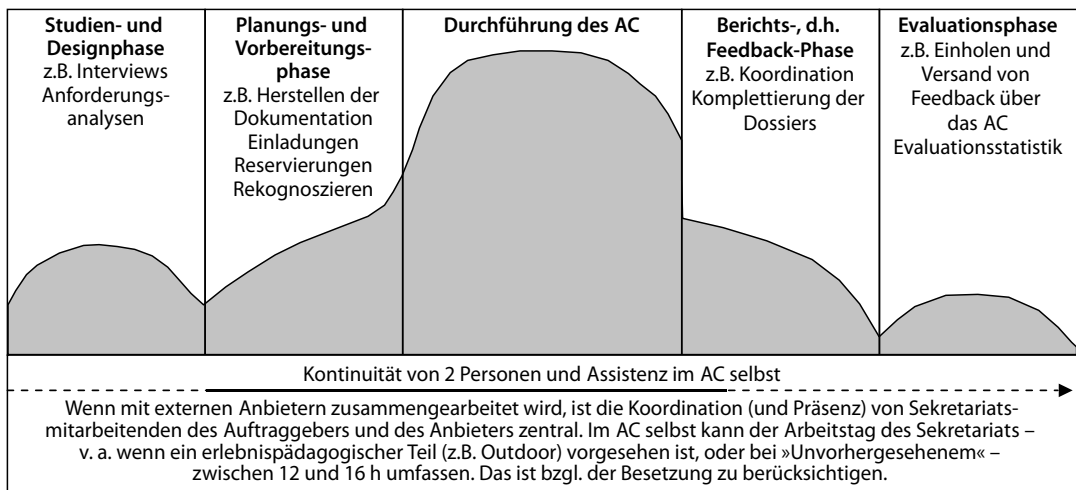 Studien- und
Designphase
z.B. Interviews
Anforderungs-
analysen
Planungs- und
Vorbereitungs-
phase
z.B. Herstellen der
Dokumentation
Einladungen
Reservierungen
Rekognoszieren
Durchführung des AC
Berichts-, d.h.
Feedback-Phase
z.B. Koordination
Komplettierung der
Dossiers
Evaluationsphase
z.B. Einholen und
Versand von
Feedback über
das AC
Evaluationsstatistik
Kontinuität von 2 Personen und Assistenz im AC selbst
Wenn mit externen Anbietern zusammengearbeitet wird, ist die Koordination (und Präsenz) von Sekretariats-
mitarbeitenden des Auftraggebers und des Anbieters zentral. Im AC selbst kann der Arbeitstag des Sekretariats –
v. a. wenn ein erlebnispädagogischer Teil (z.B. Outdoor) vorgesehen ist, oder bei »Unvorhergesehenem« –
zwischen 12 und 16 h umfassen. Das ist bzgl. der Besetzung zu berücksichtigen.